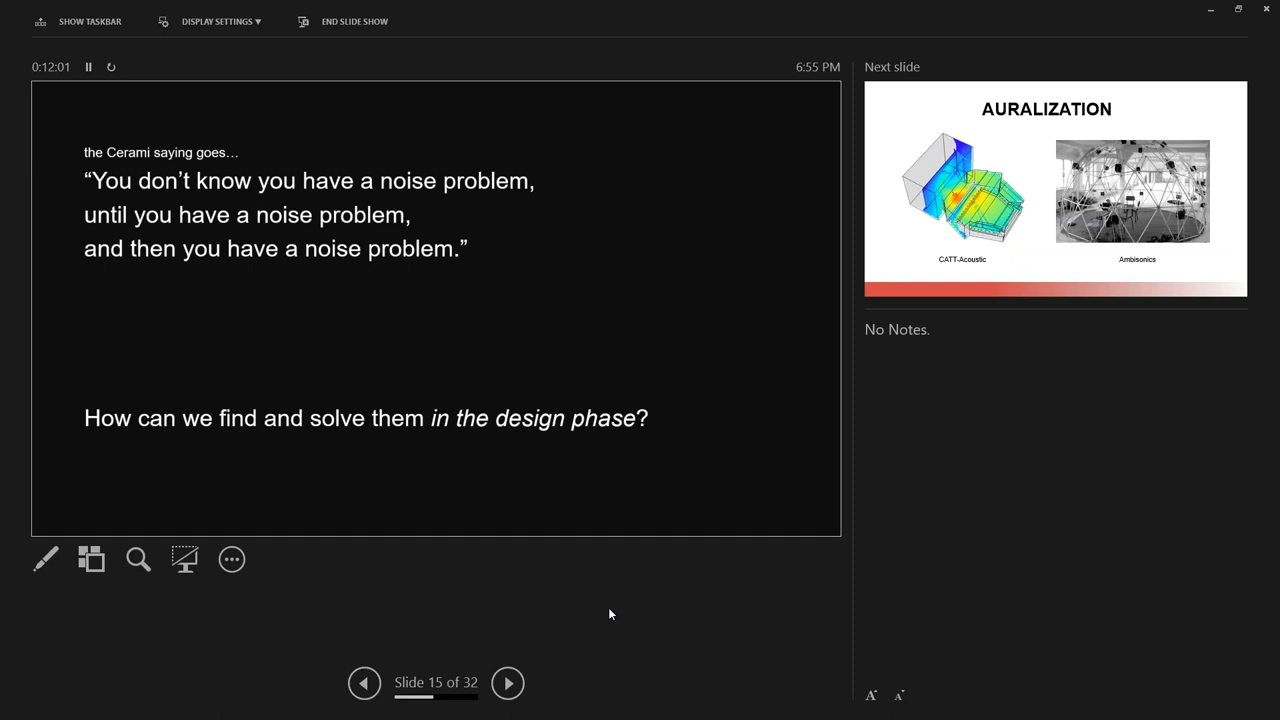 SHOW TASKBAR
DISPLAY SETTINGS ▾
END SLIDE SHOW
0:12:01
6:55 PM
Next slide
the Cerami saying goes…
“You don’t know you have a noise problem,
until you have a noise problem,
and then you have a noise problem.”
How can we find and solve them in the design phase?
AURALIZATION
CATT-Acoustic
Ambisonics
No Notes.
Slide 15 of 32
A A